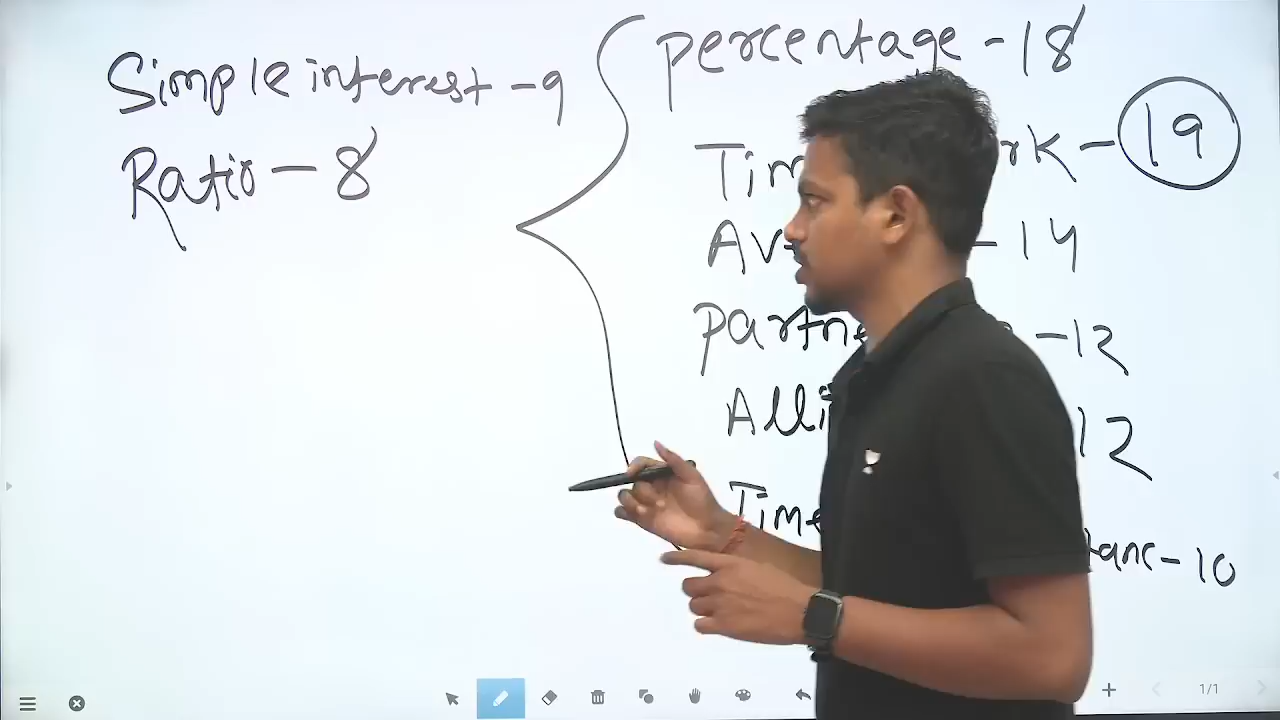 Simple interest - 9
Ratio - 8
percentage - 18
Tim rk - 19
Av - 14
partne - 12
Alli 12
Time tanc - 10
1/1